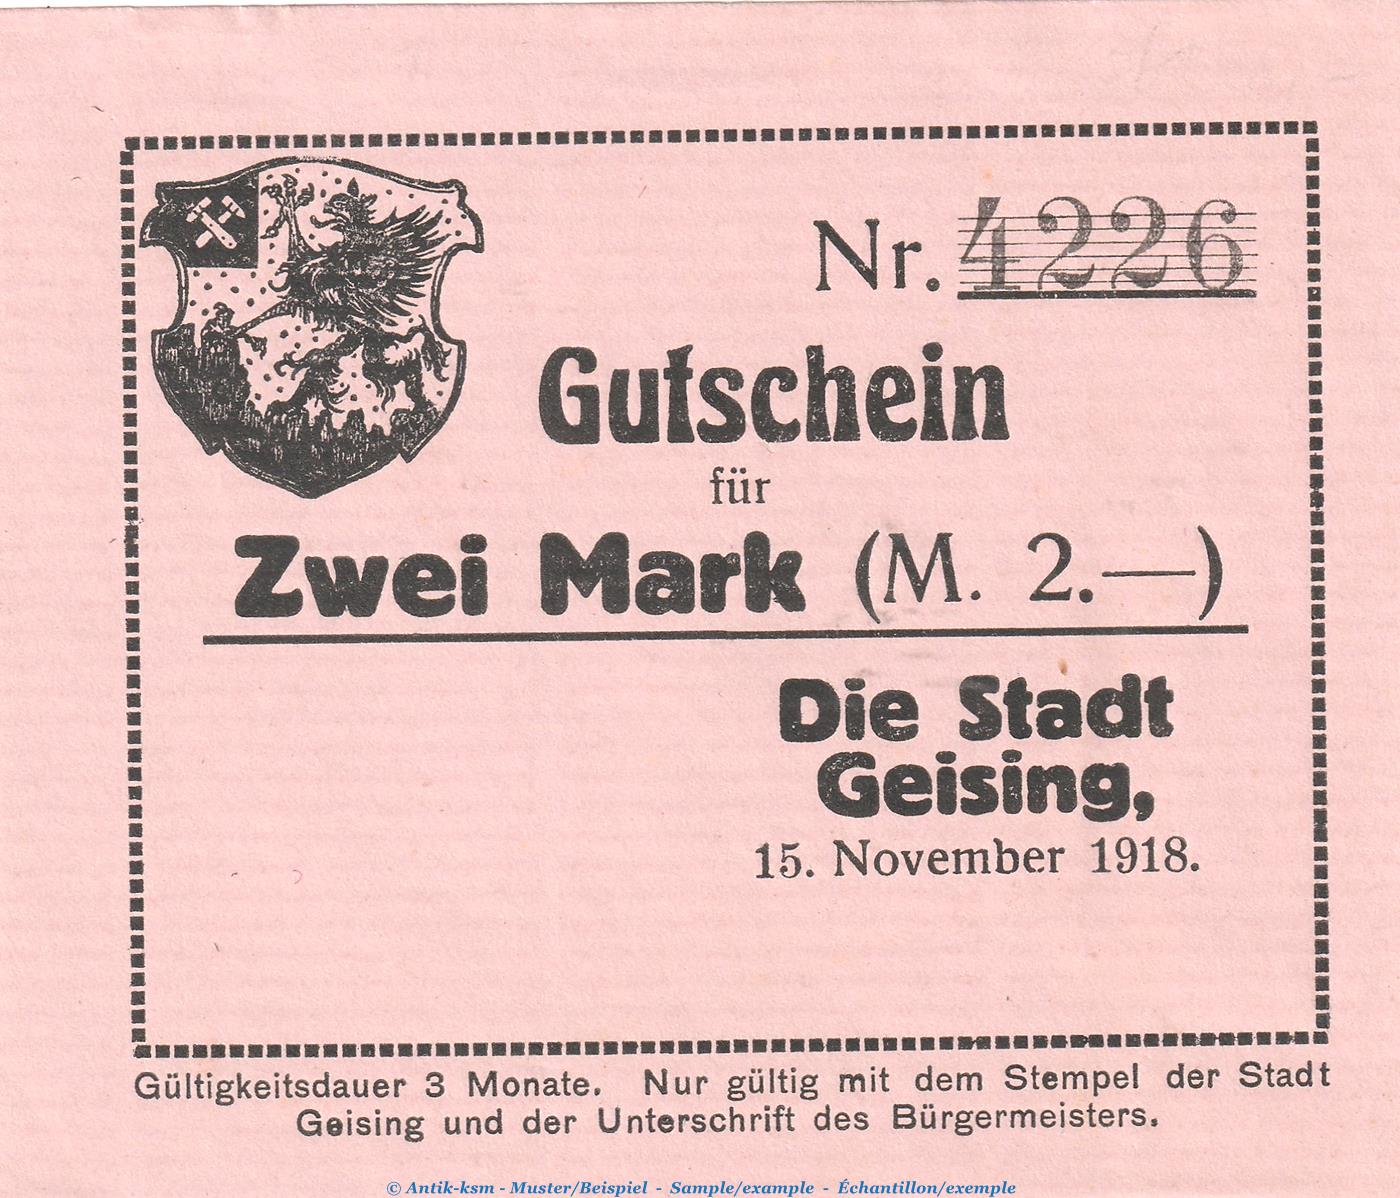 Nr. 4226
Gutschein
für
Zwei Mark (M. 2.—)
Die Stadt
Geising,
15. November 1918.
Gültigkeitsdauer 3 Monate. Nur gültig mit dem Stempel der Stadt
Geising und der Unterschrift des Bürgermeisters.
© Antik-ksm - Muster/Beispiel - Sample/example - Échantillon/exemple